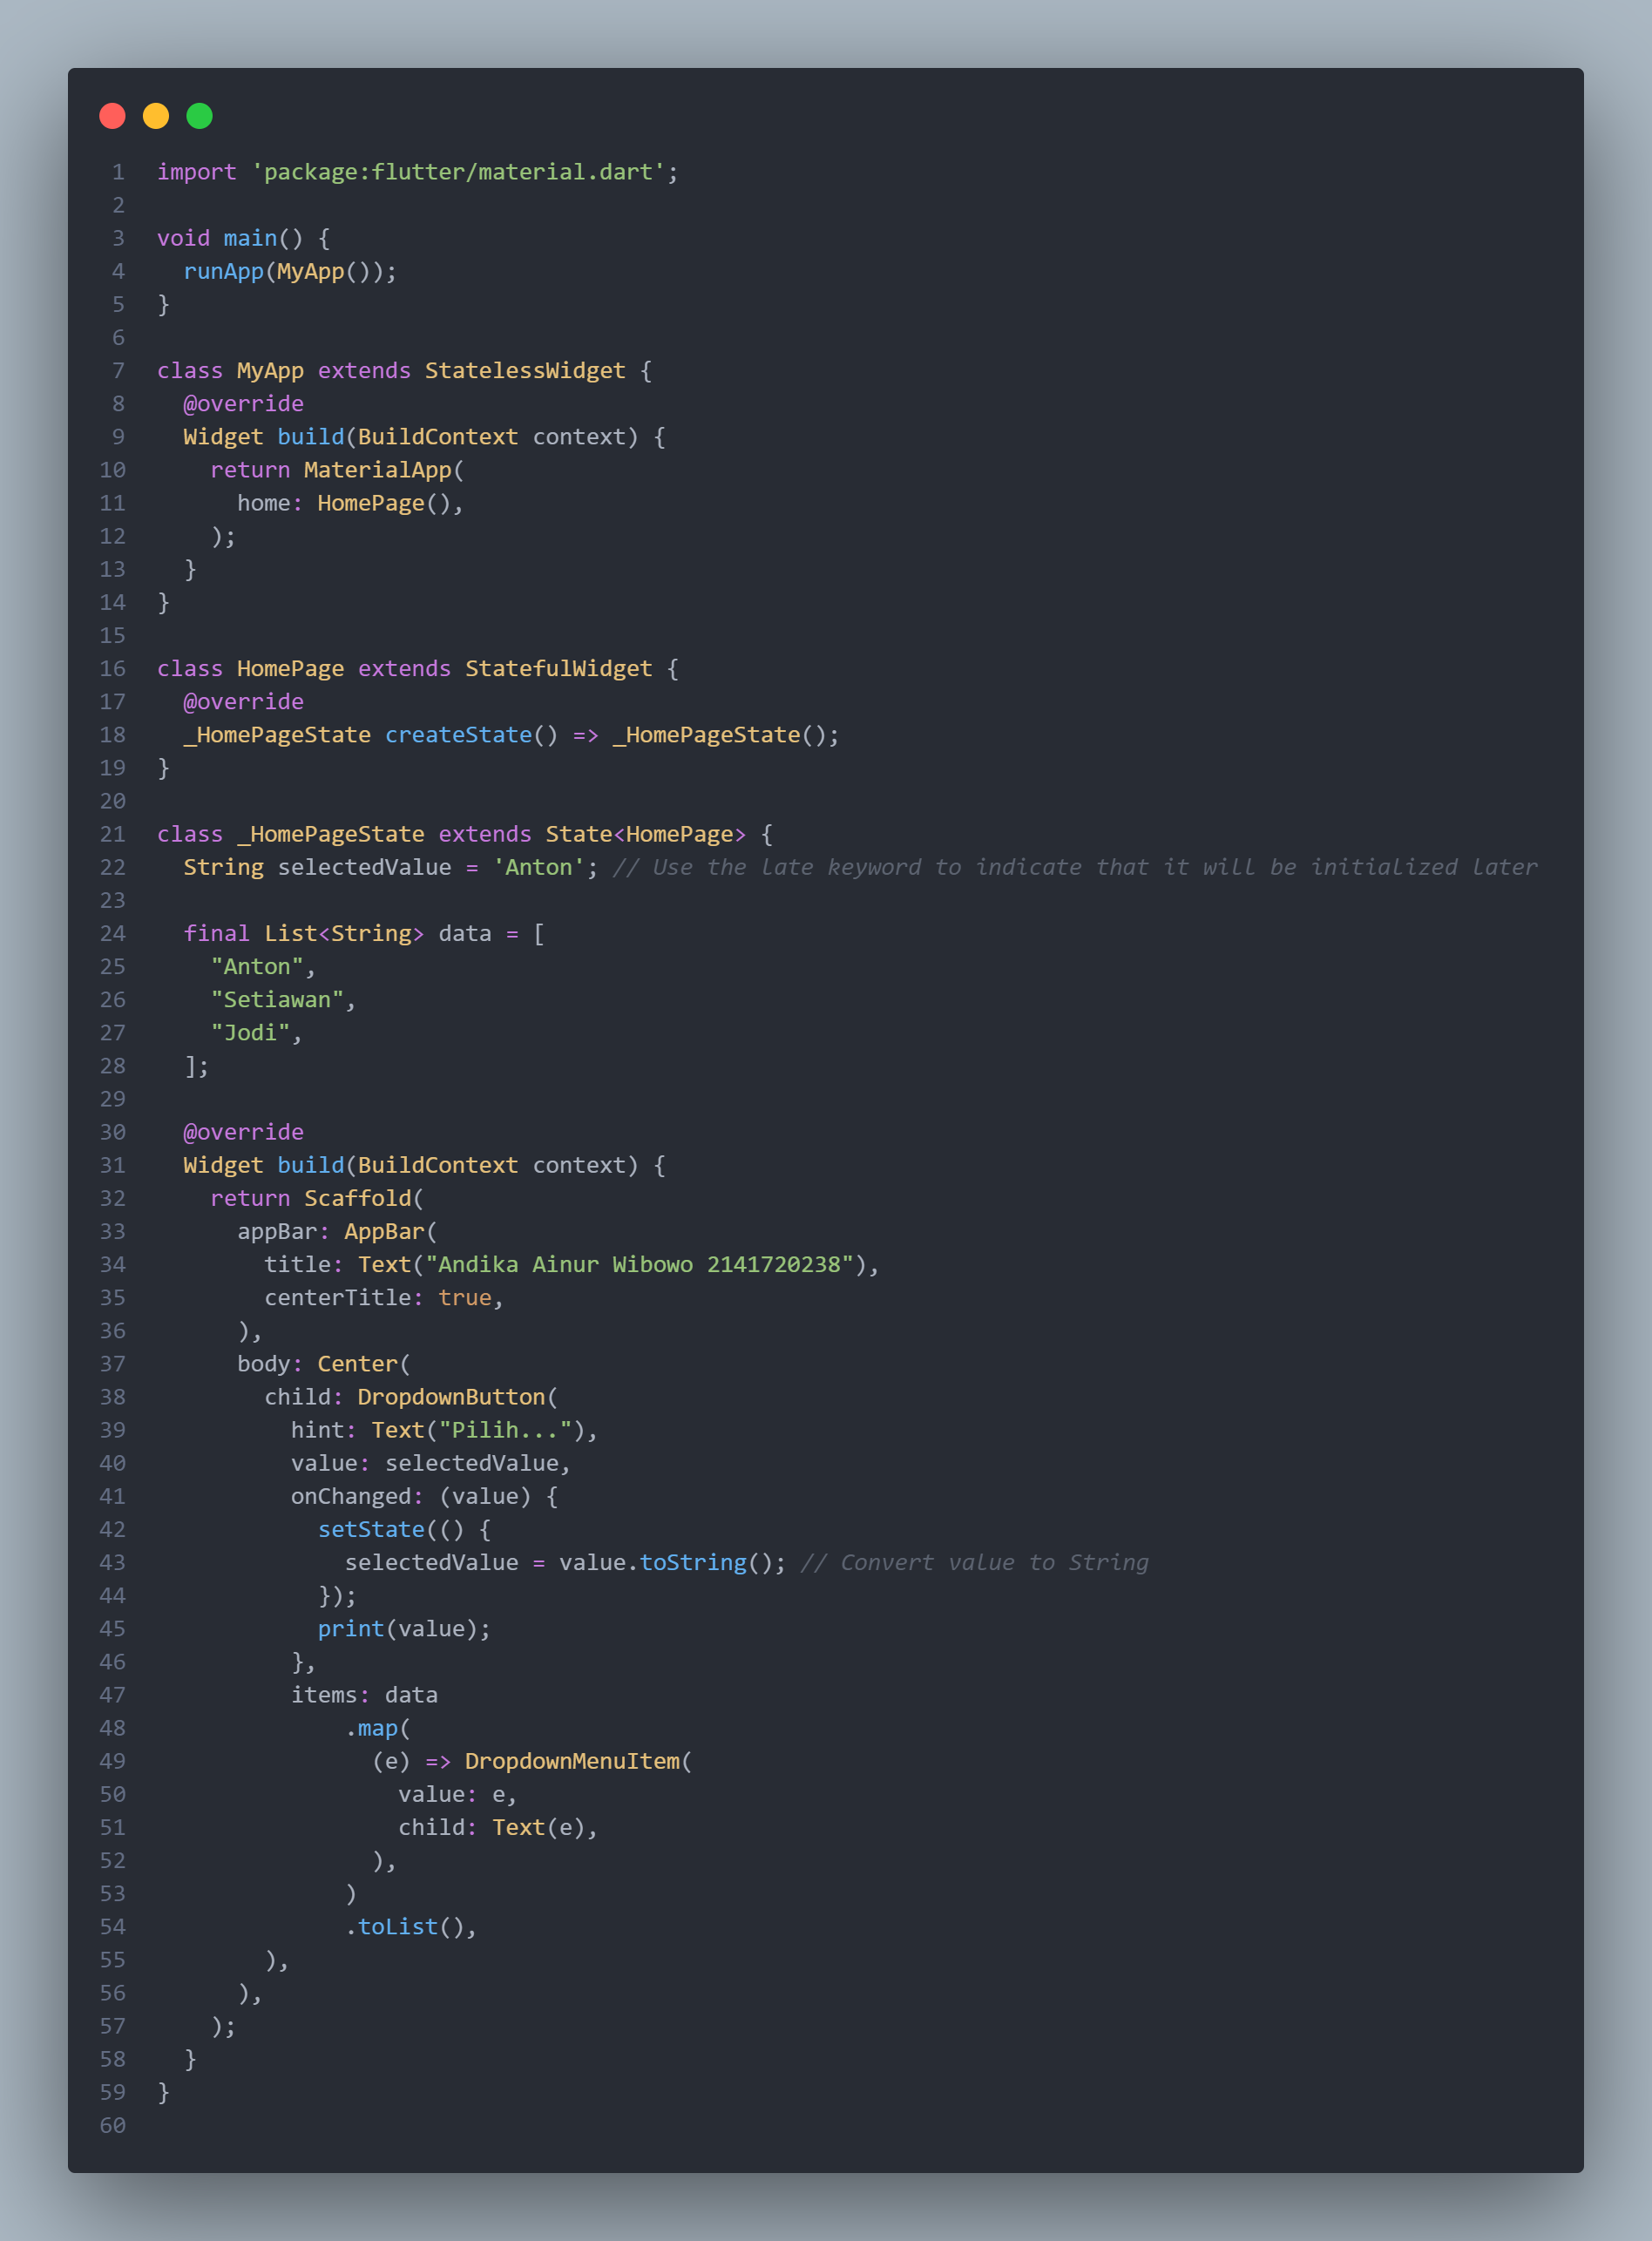 1 import 'package:flutter/material.dart';
2
3 void main() {
4   runApp(MyApp());
5 }
6
7 class MyApp extends StatelessWidget {
8   @override
9   Widget build(BuildContext context) {
10     return MaterialApp(
11       home: HomePage(),
12     );
13   }
14 }
15
16 class HomePage extends StatefulWidget {
17   @override
18   _HomePageState createState() => _HomePageState();
19 }
20
21 class _HomePageState extends State<HomePage> {
22   String selectedValue = 'Anton'; // Use the late keyword to indicate that it will be initialized later
23
24   final List<String> data = [
25     "Anton",
26     "Setiawan",
27     "Jodi",
28   ];
29
30   @override
31   Widget build(BuildContext context) {
32     return Scaffold(
33       appBar: AppBar(
34         title: Text("Andika Ainur Wibowo 2141720238"),
35         centerTitle: true,
36       ),
37       body: Center(
38         child: DropdownButton(
39           hint: Text("Pilih..."),
40           value: selectedValue,
41           onChanged: (value) {
42             setState(() {
43               selectedValue = value.toString(); // Convert value to String
44             });
45             print(value);
46           },
47           items: data
48               .map(
49                 (e) => DropdownMenuItem(
50                   value: e,
51                   child: Text(e),
52                 ),
53               )
54               .toList(),
55         ),
56       ),
57     );
58   }
59 }
60